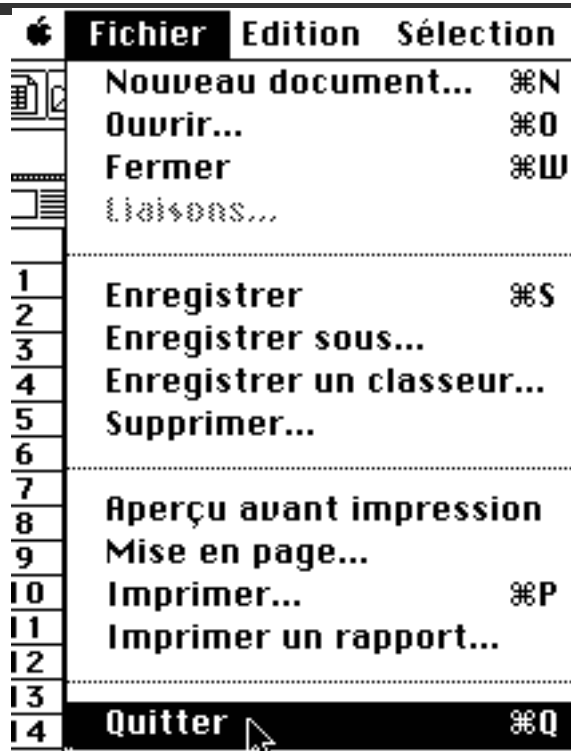 Fichier Edition Sélection
Nouveau document... ⌘N
Ouvrir... ⌘O
Fermer ⌘W
Liaisons...
1
Enregistrer ⌘S
2
Enregistrer sous...
3
Enregistrer un classeur...
4
5
Supprimer...
6
7
Aperçu avant impression
8
9
Mise en page...
10
Imprimer... ⌘P
11
Imprimer un rapport...
12
13
14
Quitter ⌘Q